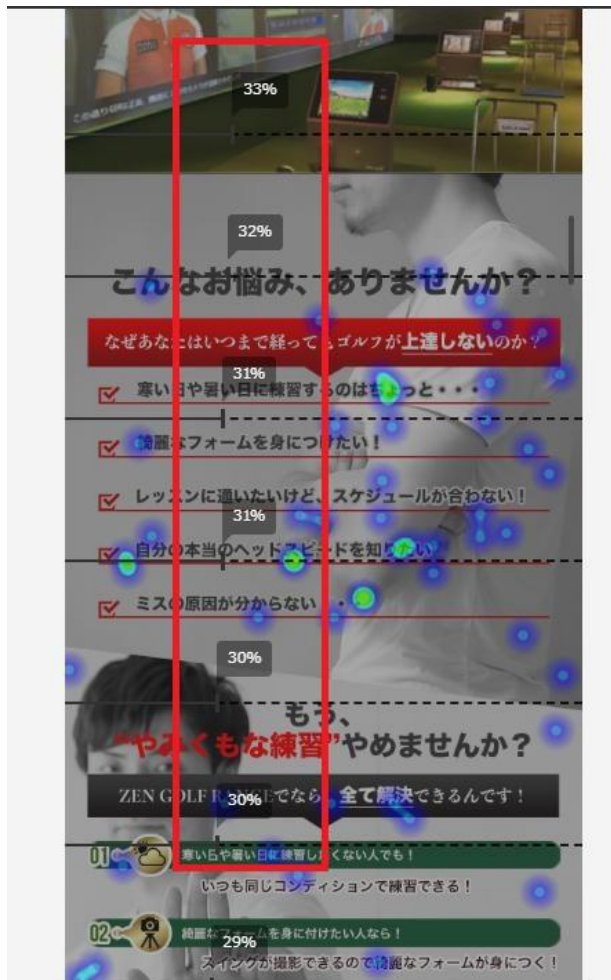 33%
32%
こんなお悩み、ありませんか？
なぜあなたはいつまで経ってもゴルフが上達しないのか？
31%
寒い日や暑い日に練習するのはちょっと・・・
綺麗なフォームを身につけたい！
レッスンに通いたいけど、スケジュールが合わない！
31%
自分の本当のヘッドスピードを知りたい
ミスの原因が分からない・・
30%
もう、
“やみくもな練習”やめませんか？
ZEN GOLF RANGEでなら 全て解決できるんです！
30%
01 寒い日や暑い日に練習したくない人でも！
いつも同じコンディションで練習できる！
02 綺麗なフォームを身に付けたい人なら！
29%
スイングが撮影できるので綺麗なフォームが身につく！